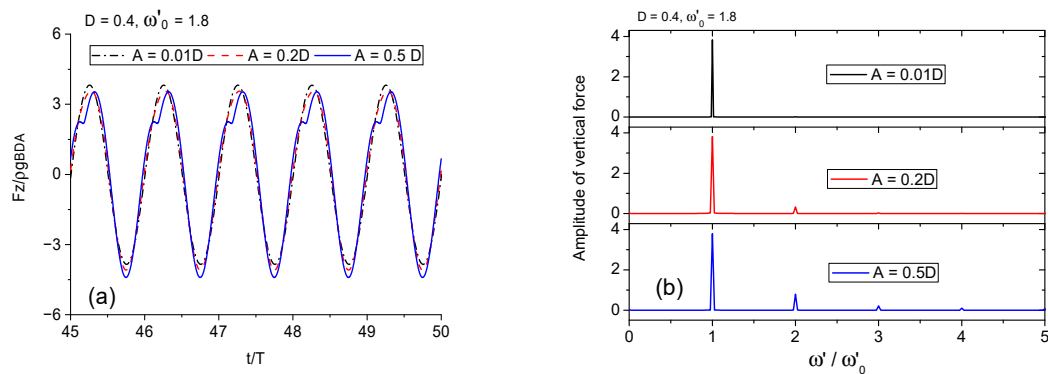 D = 0.4, ω'₀ = 1.8
A = 0.01D A = 0.2D A = 0.5 D
6
3
0
−3
−6
Fz/ρgBDA
(a)
45 46 47 48 49 50
t/T
D = 0.4, ω'₀ = 1.8
4
2
0
A = 0.01D
4
2
0
A = 0.2D
4
2
0
A = 0.5D
Amplitude of vertical force
(b)
0 1 2 3 4 5
ω' / ω'₀